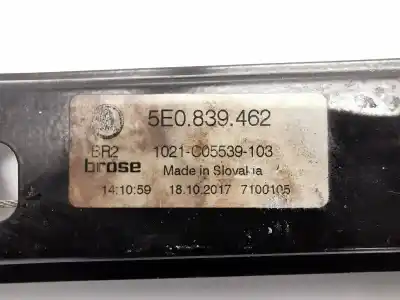 5E0.839.462
BR2 1021-C05539-103
brose Made in Slovakia
14:10:59 18.10.2017 7100105